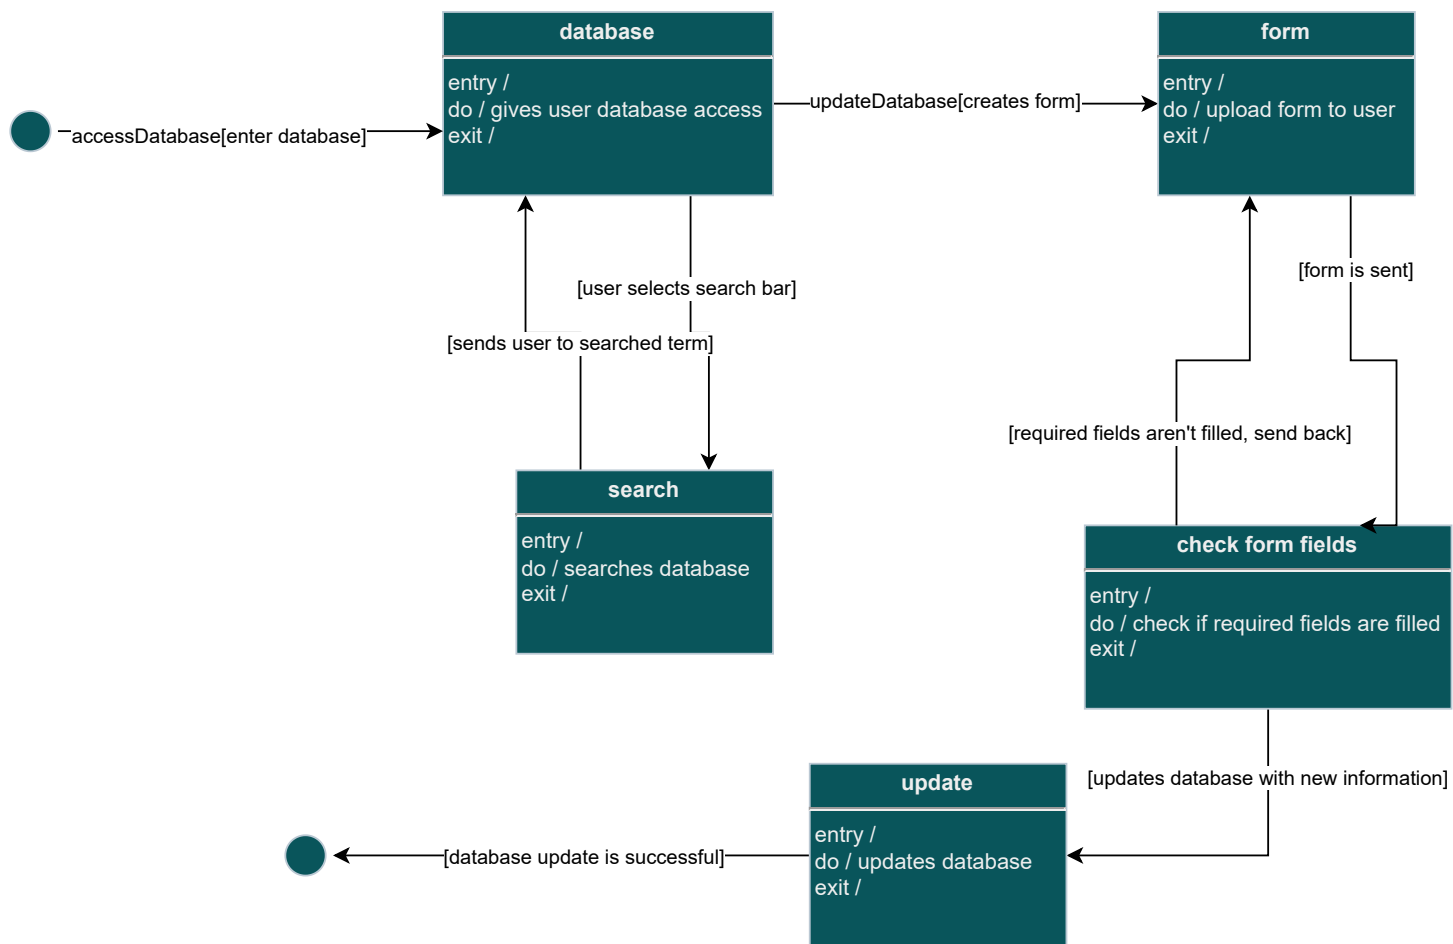 database
entry /
do / gives user database access
exit /
form
entry /
do / upload form to user
exit /
accessDatabase[enter database]
updateDatabase[creates form]
[user selects search bar]
[sends user to searched term]
[form is sent]
[required fields aren't filled, send back]
search
entry /
do / searches database
exit /
check form fields
entry /
do / check if required fields are filled
exit /
[updates database with new information]
update
entry /
do / updates database
exit /
[database update is successful]